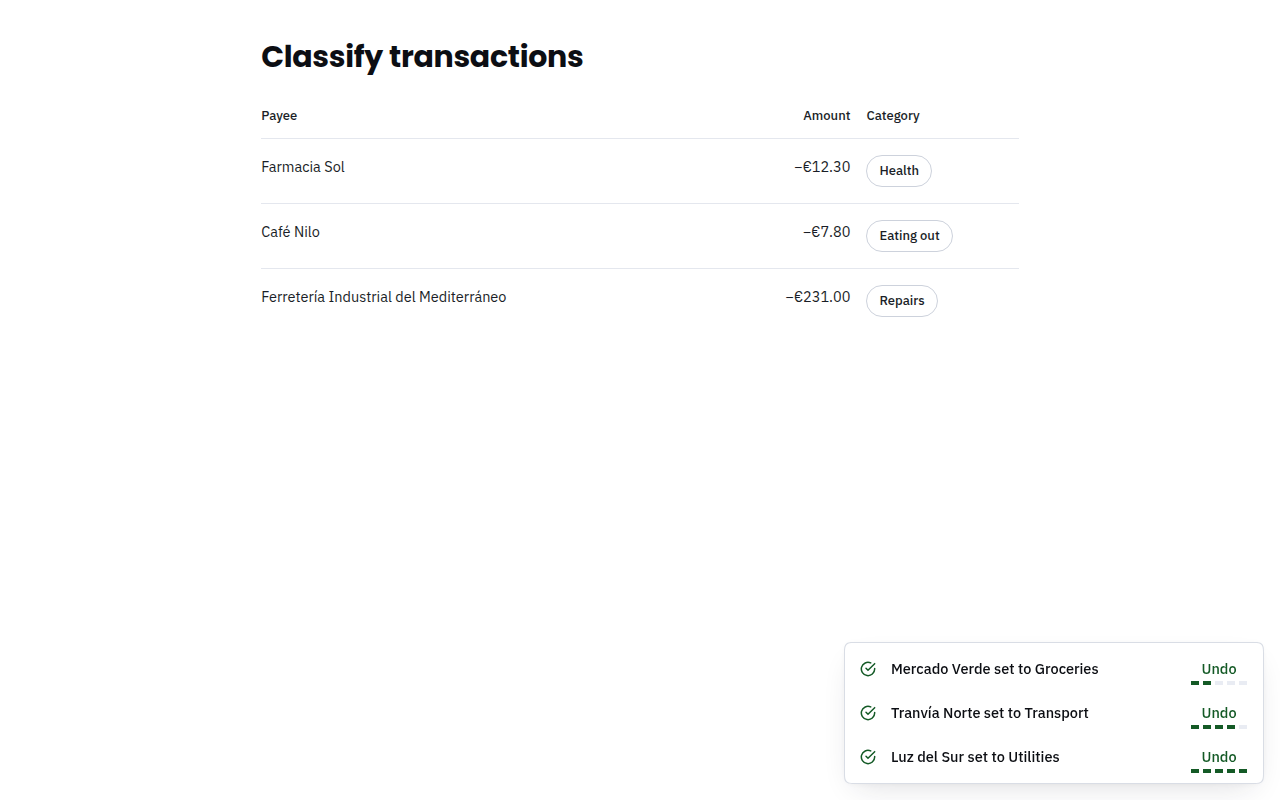 Classify transactions
Payee Amount Category
Farmacia Sol −€12.30 Health
Café Nilo −€7.80 Eating out
Ferretería Industrial del Mediterráneo −€231.00 Repairs
Mercado Verde set to Groceries Undo
Tranvía Norte set to Transport Undo
Luz del Sur set to Utilities Undo